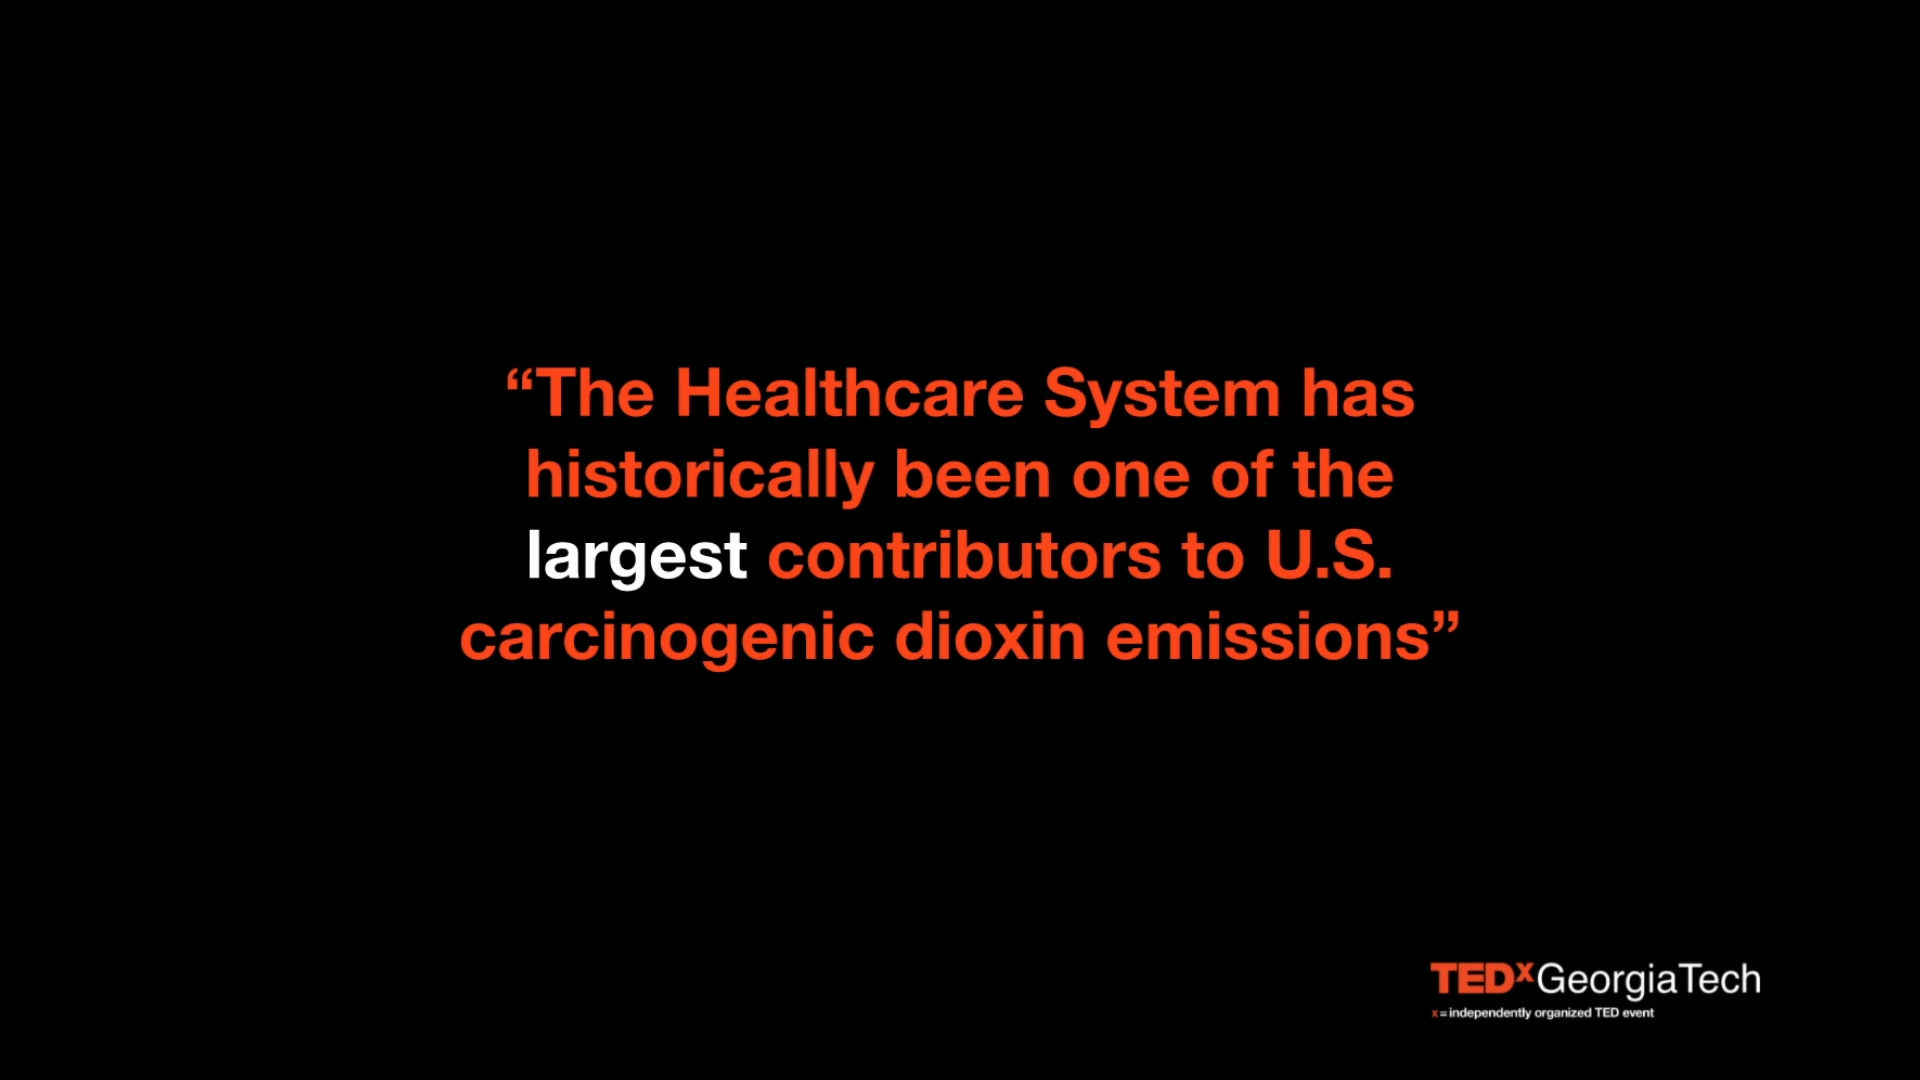 “The Healthcare System has
historically been one of the
largest contributors to U.S.
carcinogenic dioxin emissions”
TEDxGeorgiaTech
x = independently organized TED event